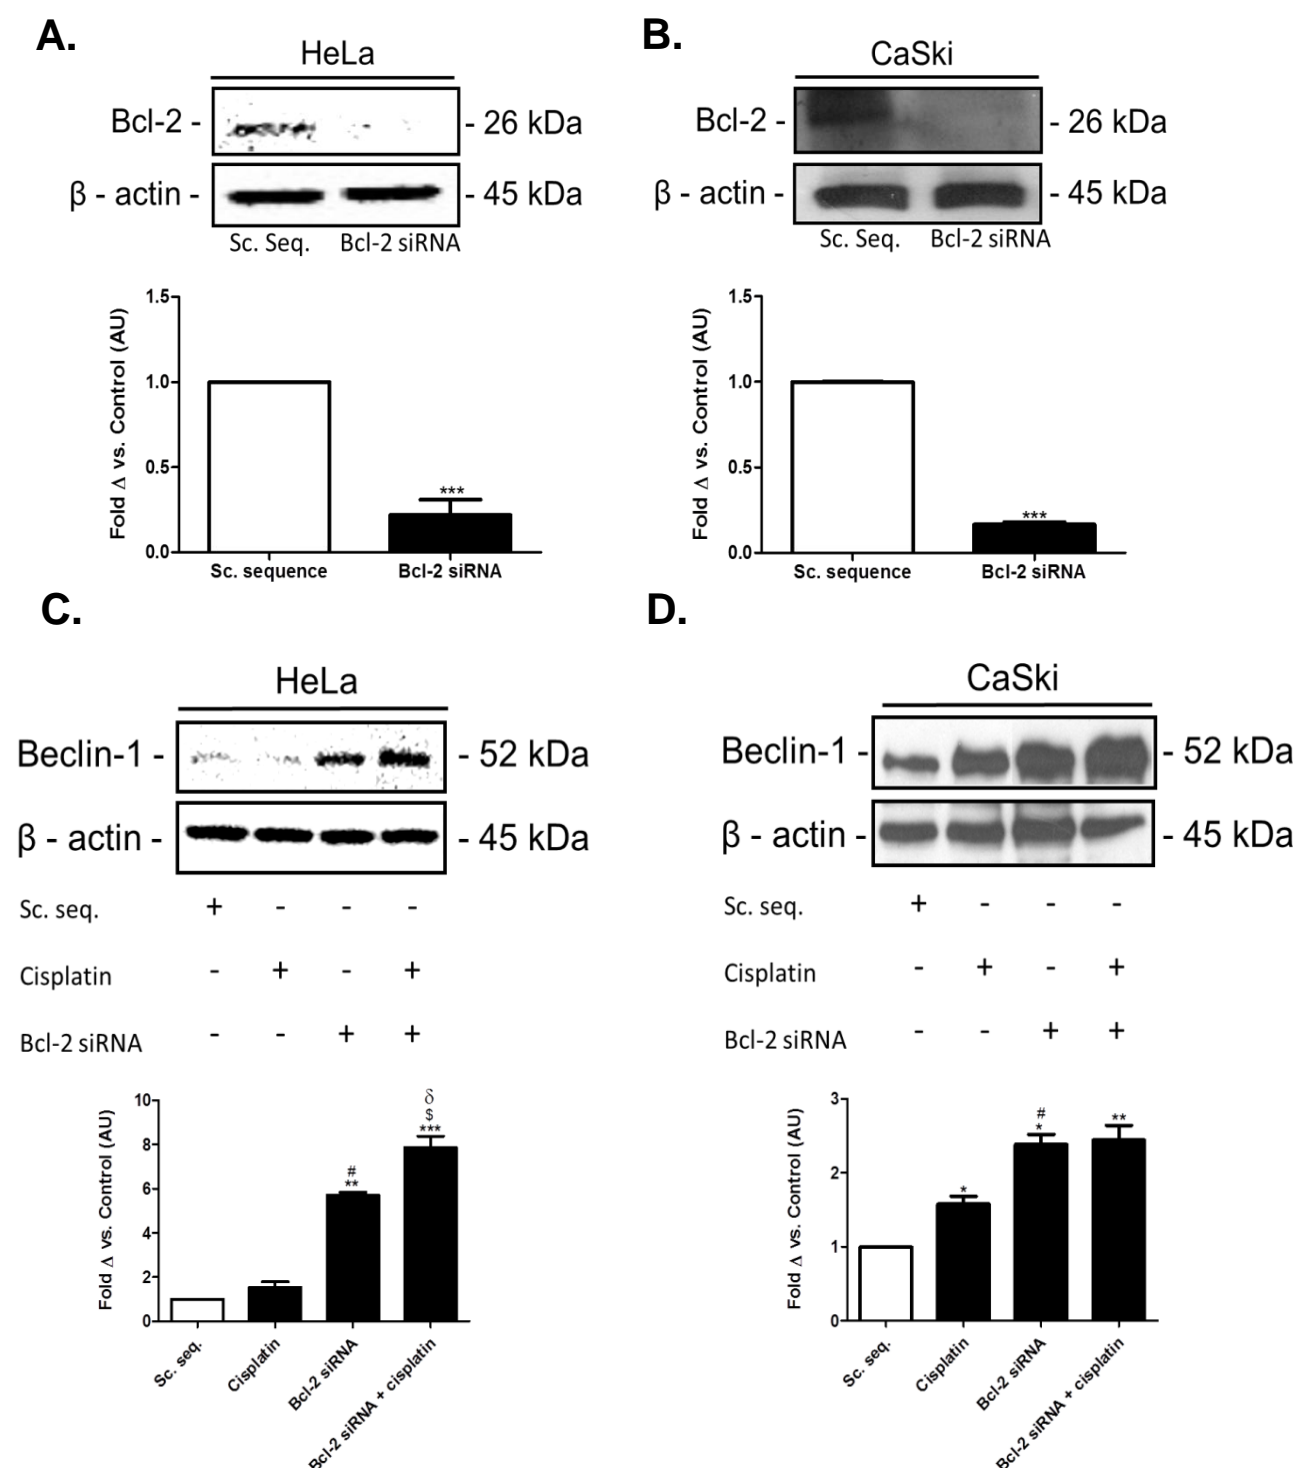 A.
HeLa
Bcl-2 - - 26 kDa
β - actin - - 45 kDa
Sc. Seq. Bcl-2 siRNA
Fold Δ vs. Control (AU)
1.5
1.0
0.5
0.0
***
Sc. sequence Bcl-2 siRNA
B.
CaSki
Bcl-2 - - 26 kDa
β - actin - - 45 kDa
Sc. Seq. Bcl-2 siRNA
Fold Δ vs. Control (AU)
1.5
1.0
0.5
0.0
***
Sc. sequence Bcl-2 siRNA
C.
HeLa
Beclin-1 - - 52 kDa
β - actin - - 45 kDa
Sc. seq. + - - -
Cisplatin - + - +
Bcl-2 siRNA - - + +
Fold Δ vs. Control (AU)
10
8
6
4
2
0
#
**
δ
$
***
Sc. seq.
Cisplatin
Bcl-2 siRNA
Bcl-2 siRNA + cisplatin
D.
CaSki
Beclin-1 - - 52 kDa
β - actin - - 45 kDa
Sc. seq. + - - -
Cisplatin - + - +
Bcl-2 siRNA - - + +
Fold Δ vs. Control (AU)
3
2
1
0
*
#
*
**
Sc. seq.
Cisplatin
Bcl-2 siRNA
Bcl-2 siRNA + cisplatin